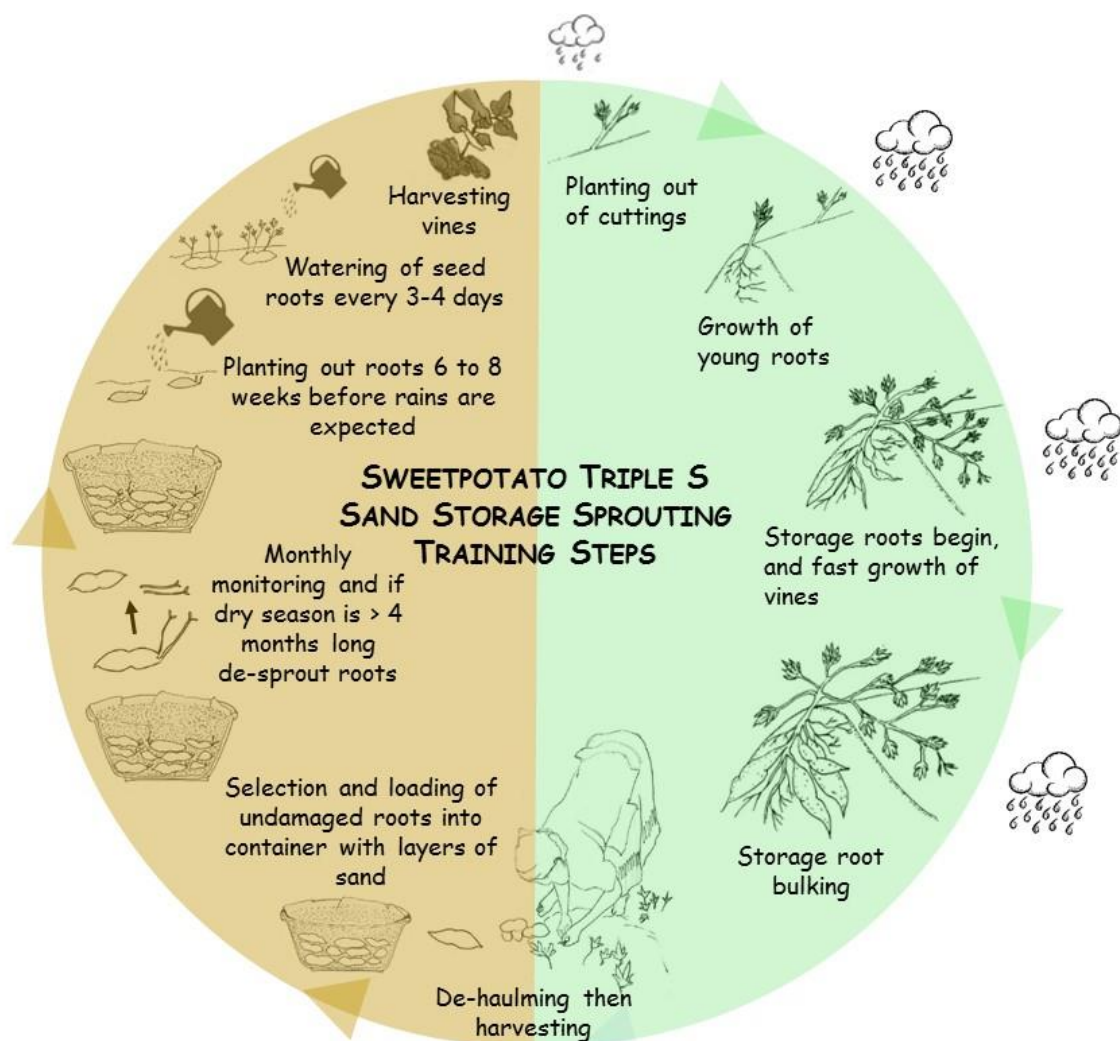 SWEETPOTATO TRIPLE S
SAND STORAGE SPROUTING
TRAINING STEPS
Planting out
of cuttings
Growth of
young roots
Storage roots begin,
and fast growth of
vines
Storage root
bulking
De-haulming then
harvesting
Selection and loading of
undamaged roots into
container with layers of
sand
Monthly
monitoring and if
dry season is > 4
months long
de-sprout roots
Planting out roots 6 to 8
weeks before rains are
expected
Watering of seed
roots every 3-4 days
Harvesting
vines